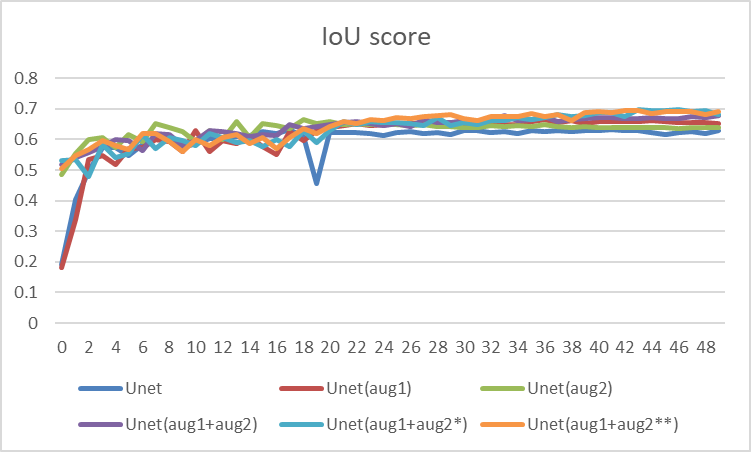 IoU score
0.8
0.7
0.6
0.5
0.4
0.3
0.2
0.1
0
0 2 4 6 8 10 12 14 16 18 20 22 24 26 28 30 32 34 36 38 40 42 44 46 48
Unet Unet(aug1) Unet(aug2)
Unet(aug1+aug2) Unet(aug1+aug2*) Unet(aug1+aug2**)